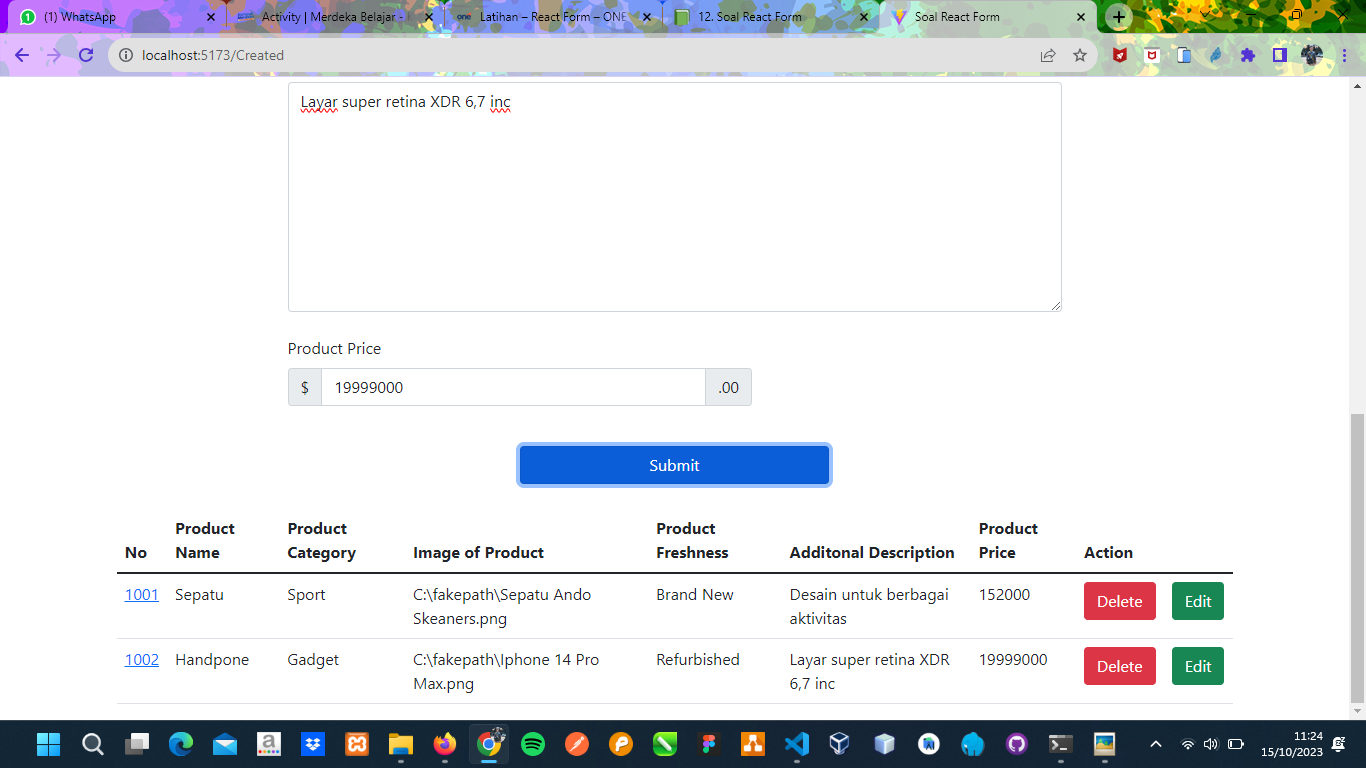 (1) WhatsApp
Activity | Merdeka Belajar -
Latihan – React Form – ONE
12. Soal React Form
Soal React Form
localhost:5173/Created
Layar super retina XDR 6,7 inc
Product Price
$ 19999000 .00
Submit
No Product Name Product Category Image of Product Product Freshness Additonal Description Product Price Action
1001 Sepatu Sport C:\fakepath\Sepatu Ando Skeaners.png Brand New Desain untuk berbagai aktivitas 152000 Delete Edit
1002 Handpone Gadget C:\fakepath\Iphone 14 Pro Max.png Refurbished Layar super retina XDR 6,7 inc 19999000 Delete Edit
11:24
15/10/2023